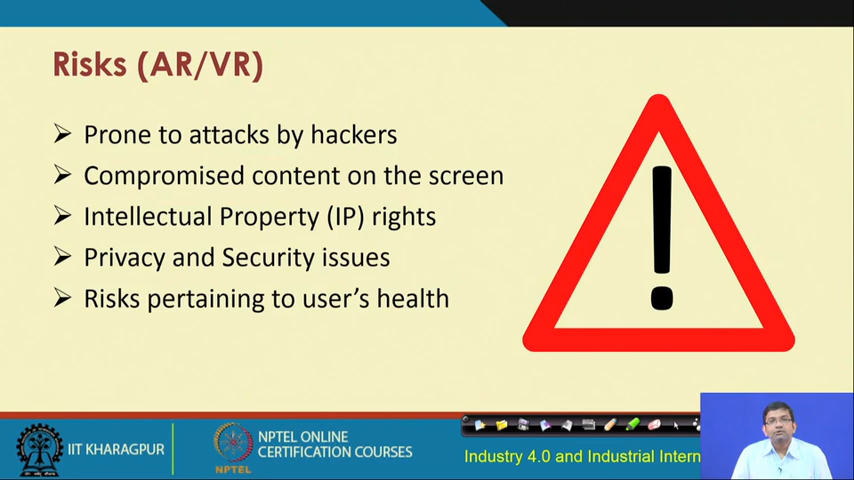 Risks (AR/VR)
Prone to attacks by hackers
Compromised content on the screen
Intellectual Property (IP) rights
Privacy and Security issues
Risks pertaining to user's health
!
IIT KHARAGPUR
NPTEL
NPTEL ONLINE
CERTIFICATION COURSES
Industry 4.0 and Industrial Intern